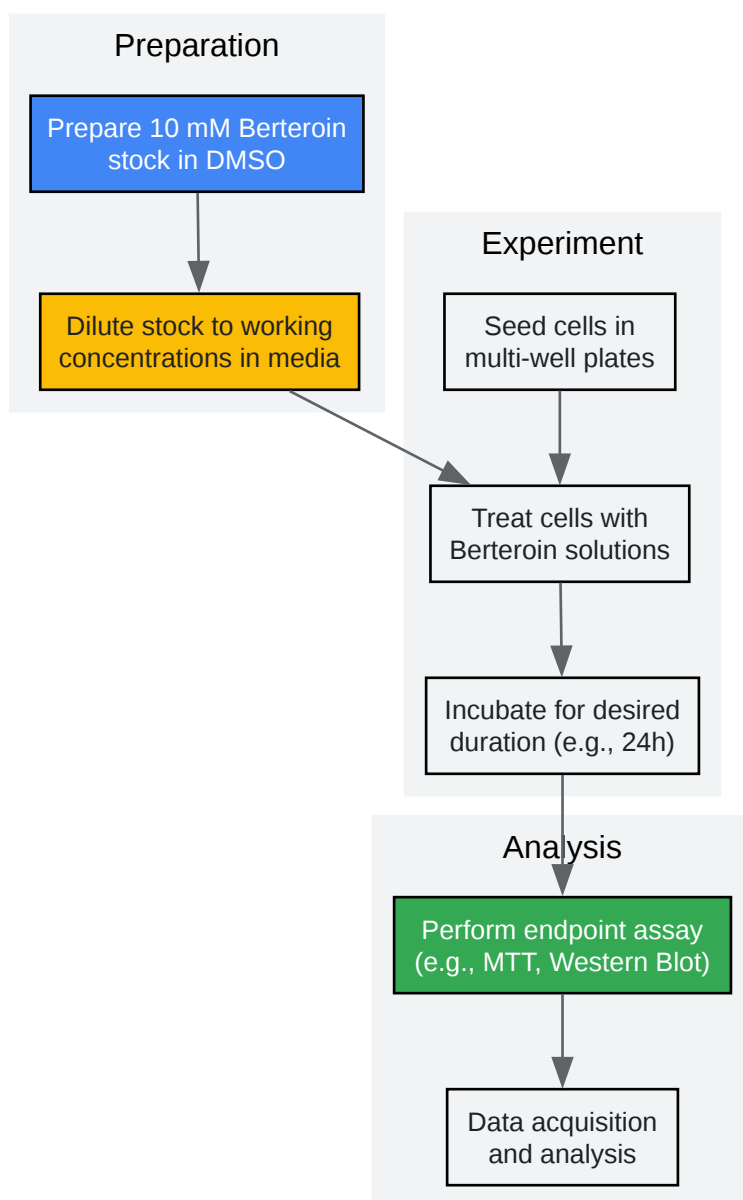 Preparation
Prepare 10 mM Berteroin
stock in DMSO
Dilute stock to working
concentrations in media
Experiment
Seed cells in
multi-well plates
Treat cells with
Berteroin solutions
Incubate for desired
duration (e.g., 24h)
Analysis
Perform endpoint assay
(e.g., MTT, Western Blot)
Data acquisition
and analysis